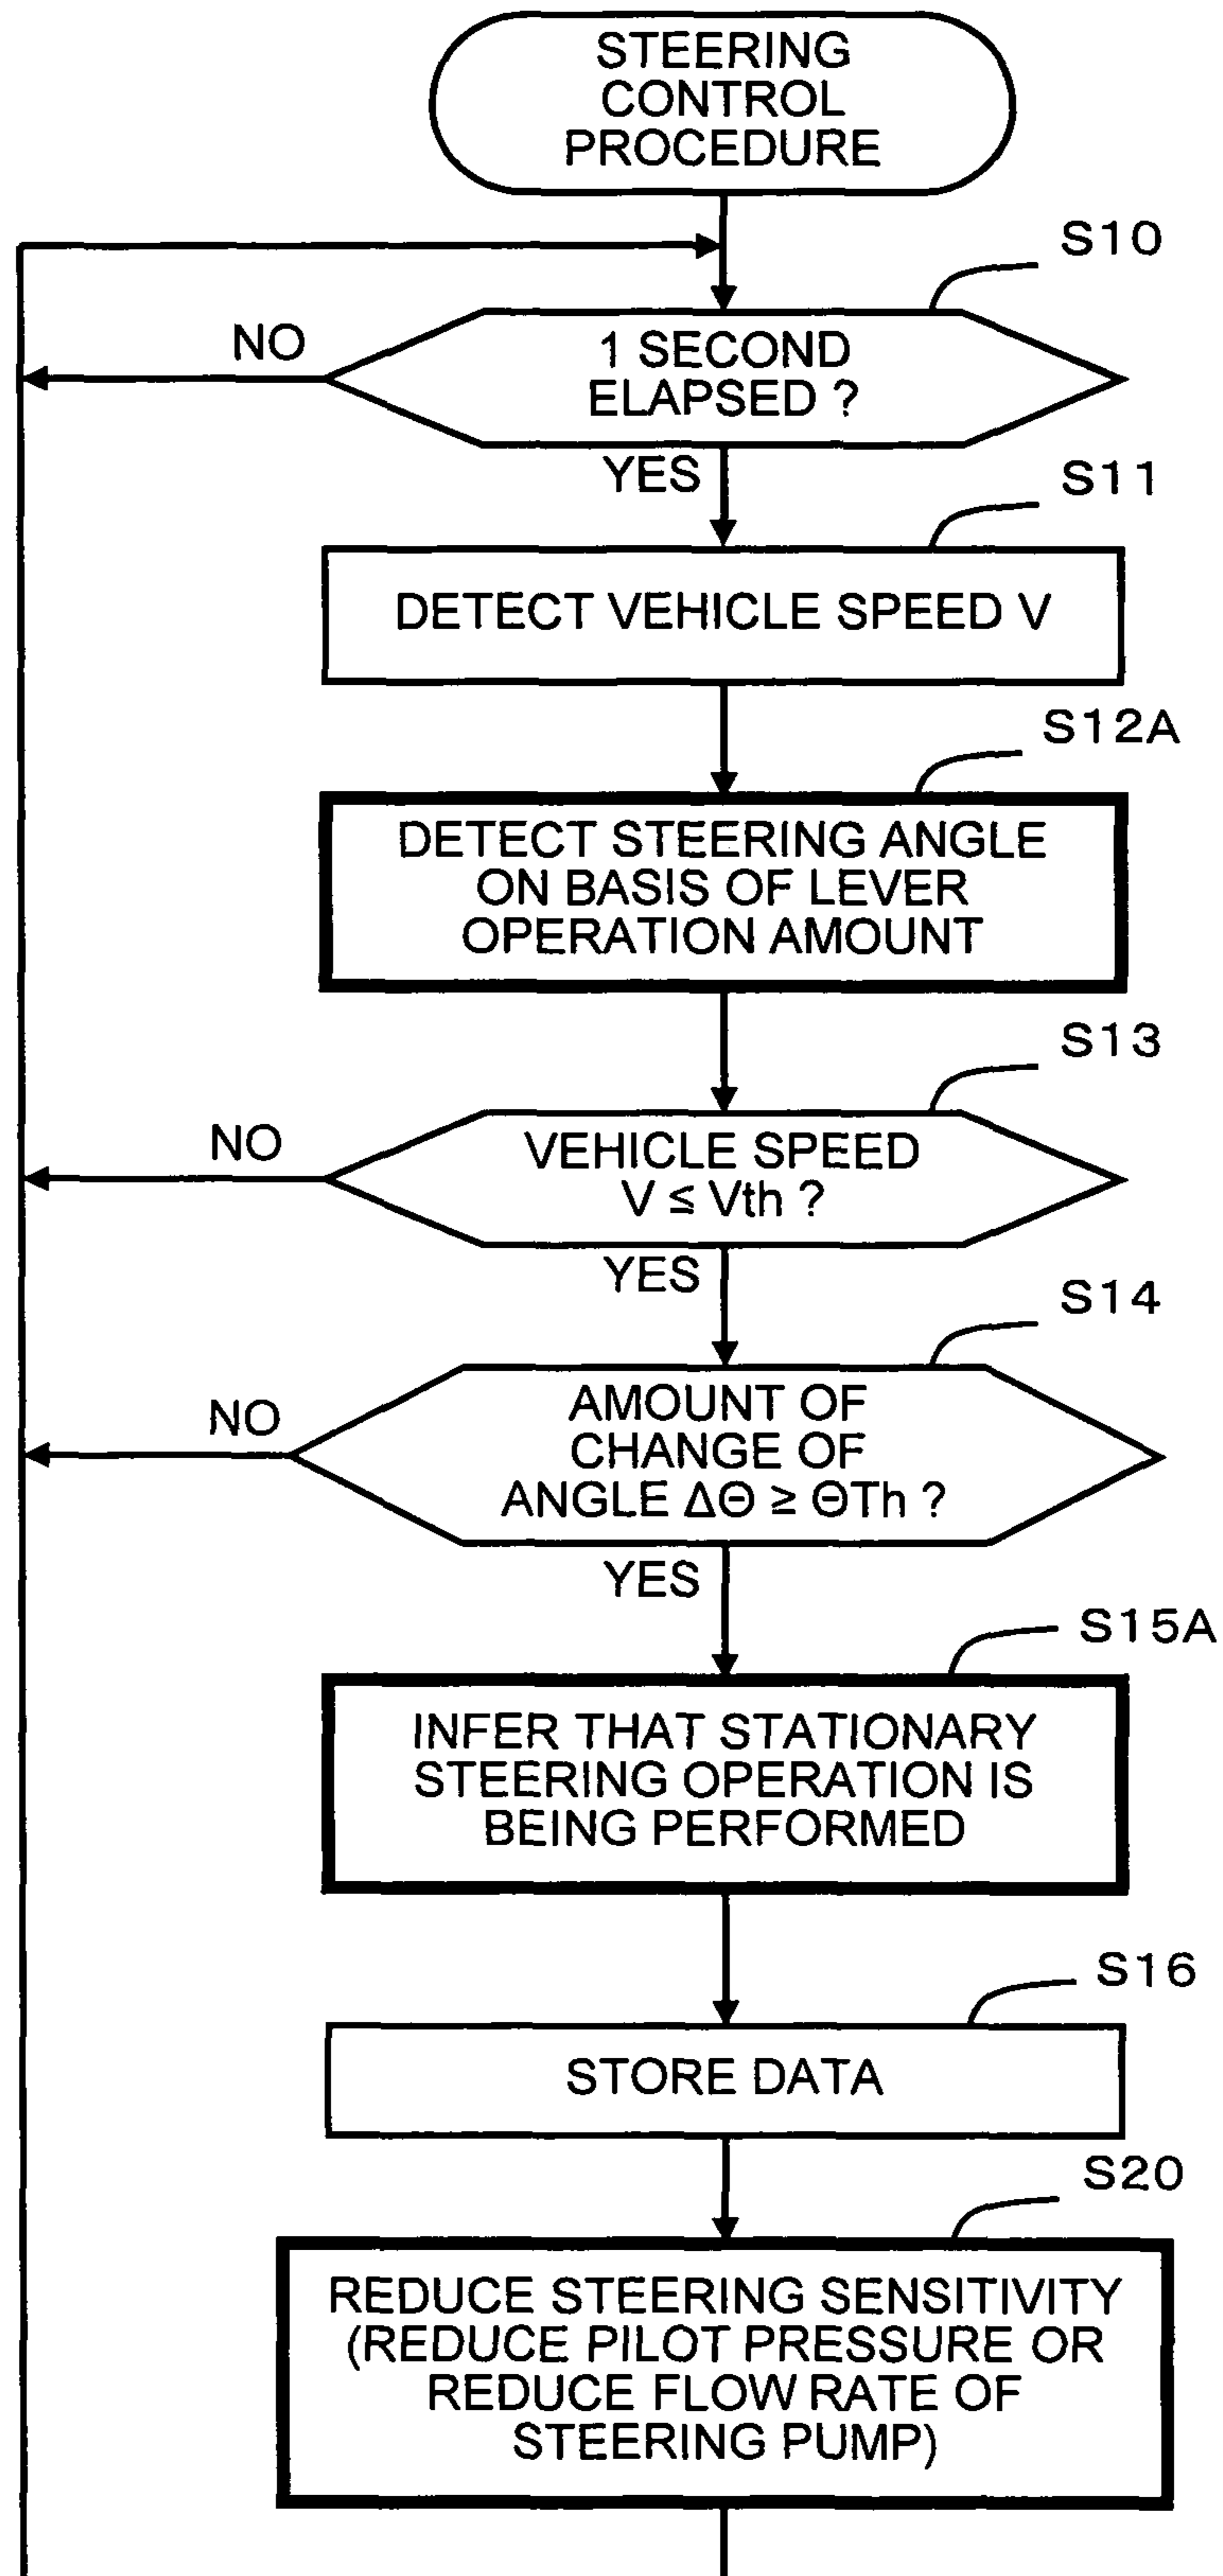 STEERING
CONTROL
PROCEDURE
S10
NO
1 SECOND
ELAPSED ?
YES
S11
DETECT VEHICLE SPEED V
S12A
DETECT STEERING ANGLE
ON BASIS OF LEVER
OPERATION AMOUNT
S13
NO
VEHICLE SPEED
V ≤ Vth ?
YES
S14
NO
AMOUNT OF
CHANGE OF
ANGLE ΔΘ ≥ ΘTh ?
YES
S15A
INFER THAT STATIONARY
STEERING OPERATION IS
BEING PERFORMED
S16
STORE DATA
S20
REDUCE STEERING SENSITIVITY
(REDUCE PILOT PRESSURE OR
REDUCE FLOW RATE OF
STEERING PUMP)